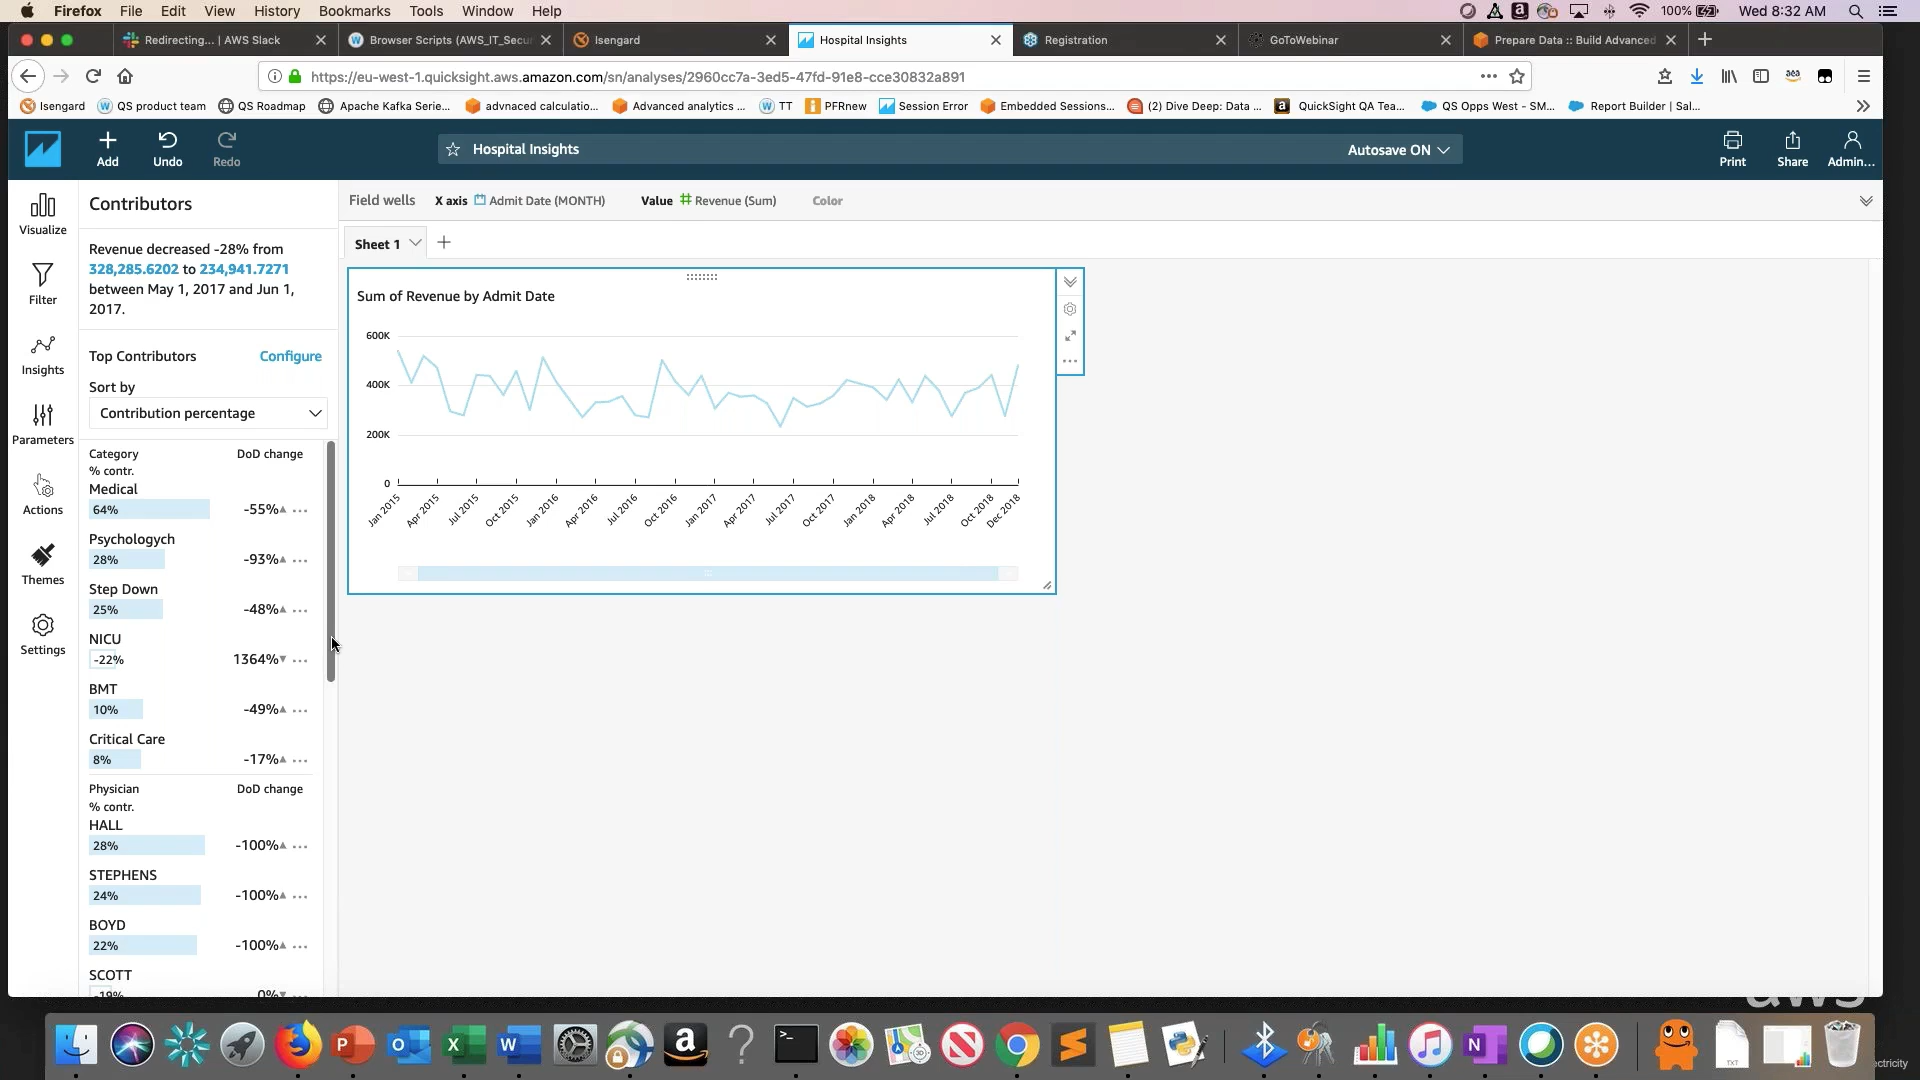 Firefox File Edit View History Bookmarks Tools Window Help
100% Wed 8:32 AM
Redirecting... | AWS Slack
Browser Scripts (AWS_IT_Secur
Isengard
Hospital Insights
Registration
GoToWebinar
Prepare Data :: Build Advanced
https://eu-west-1.quicksight.aws.amazon.com/sn/analyses/2960cc7a-3ed5-47fd-91e8-cce30832a891
Isengard
QS product team
QS Roadmap
Apache Kafka Serie...
advnaced calculatio...
Advanced analytics ...
TT
PFRnew
Session Error
Embedded Sessions...
(2) Dive Deep: Data ...
QuickSight QA Tea...
QS Opps West - SM...
Report Builder | Sal...
Add
Undo
Redo
Hospital Insights
Autosave ON
Print
Share
Admin...
Visualize
Filter
Insights
Parameters
Actions
Themes
Settings
Contributors
Revenue decreased -28% from
328,285.6202 to 234,941.7271
between May 1, 2017 and Jun 1,
2017.
Top Contributors Configure
Sort by
Contribution percentage
Category DoD change
% contr.
Medical
64% -55%
Psychologych
28% -93%
Step Down
25% -48%
NICU
-22% 1364%
BMT
10% -49%
Critical Care
8% -17%
Physician DoD change
% contr.
HALL
28% -100%
STEPHENS
24% -100%
BOYD
22% -100%
SCOTT
-19% 0%
Field wells X axis Admit Date (MONTH) Value Revenue (Sum) Color
Sheet 1
Sum of Revenue by Admit Date
600K
400K
200K
0
Jan 2015
Apr 2015
Jul 2015
Oct 2015
Jan 2016
Apr 2016
Jul 2016
Oct 2016
Jan 2017
Apr 2017
Jul 2017
Oct 2017
Jan 2018
Apr 2018
Jul 2018
Oct 2018
Dec 2018
aws